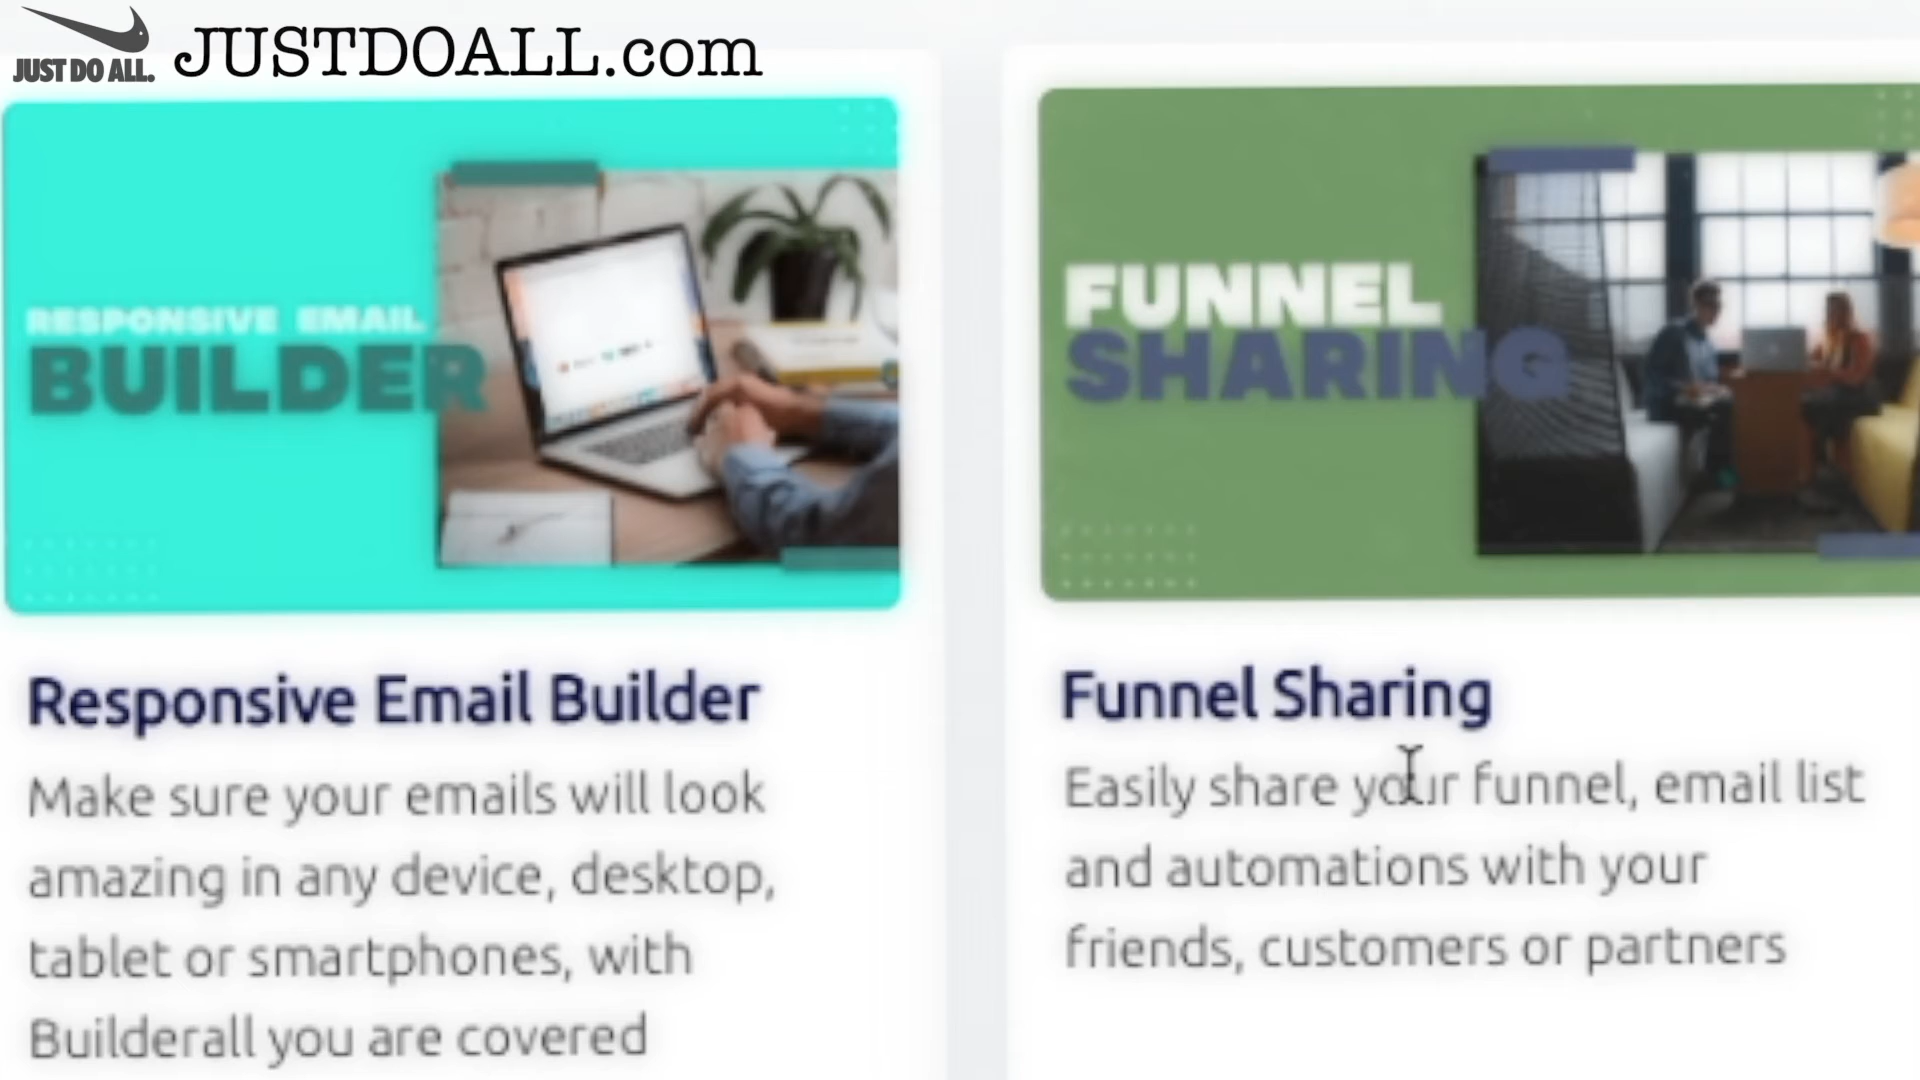 JUST DO ALL.
JUSTDOALL.com
RESPONSIVE EMAIL
BUILDER
Responsive Email Builder
Make sure your emails will look
amazing in any device, desktop,
tablet or smartphones, with
Builderall you are covered
FUNNEL
SHARING
Funnel Sharing
Easily share your funnel, email list
and automations with your
friends, customers or partners